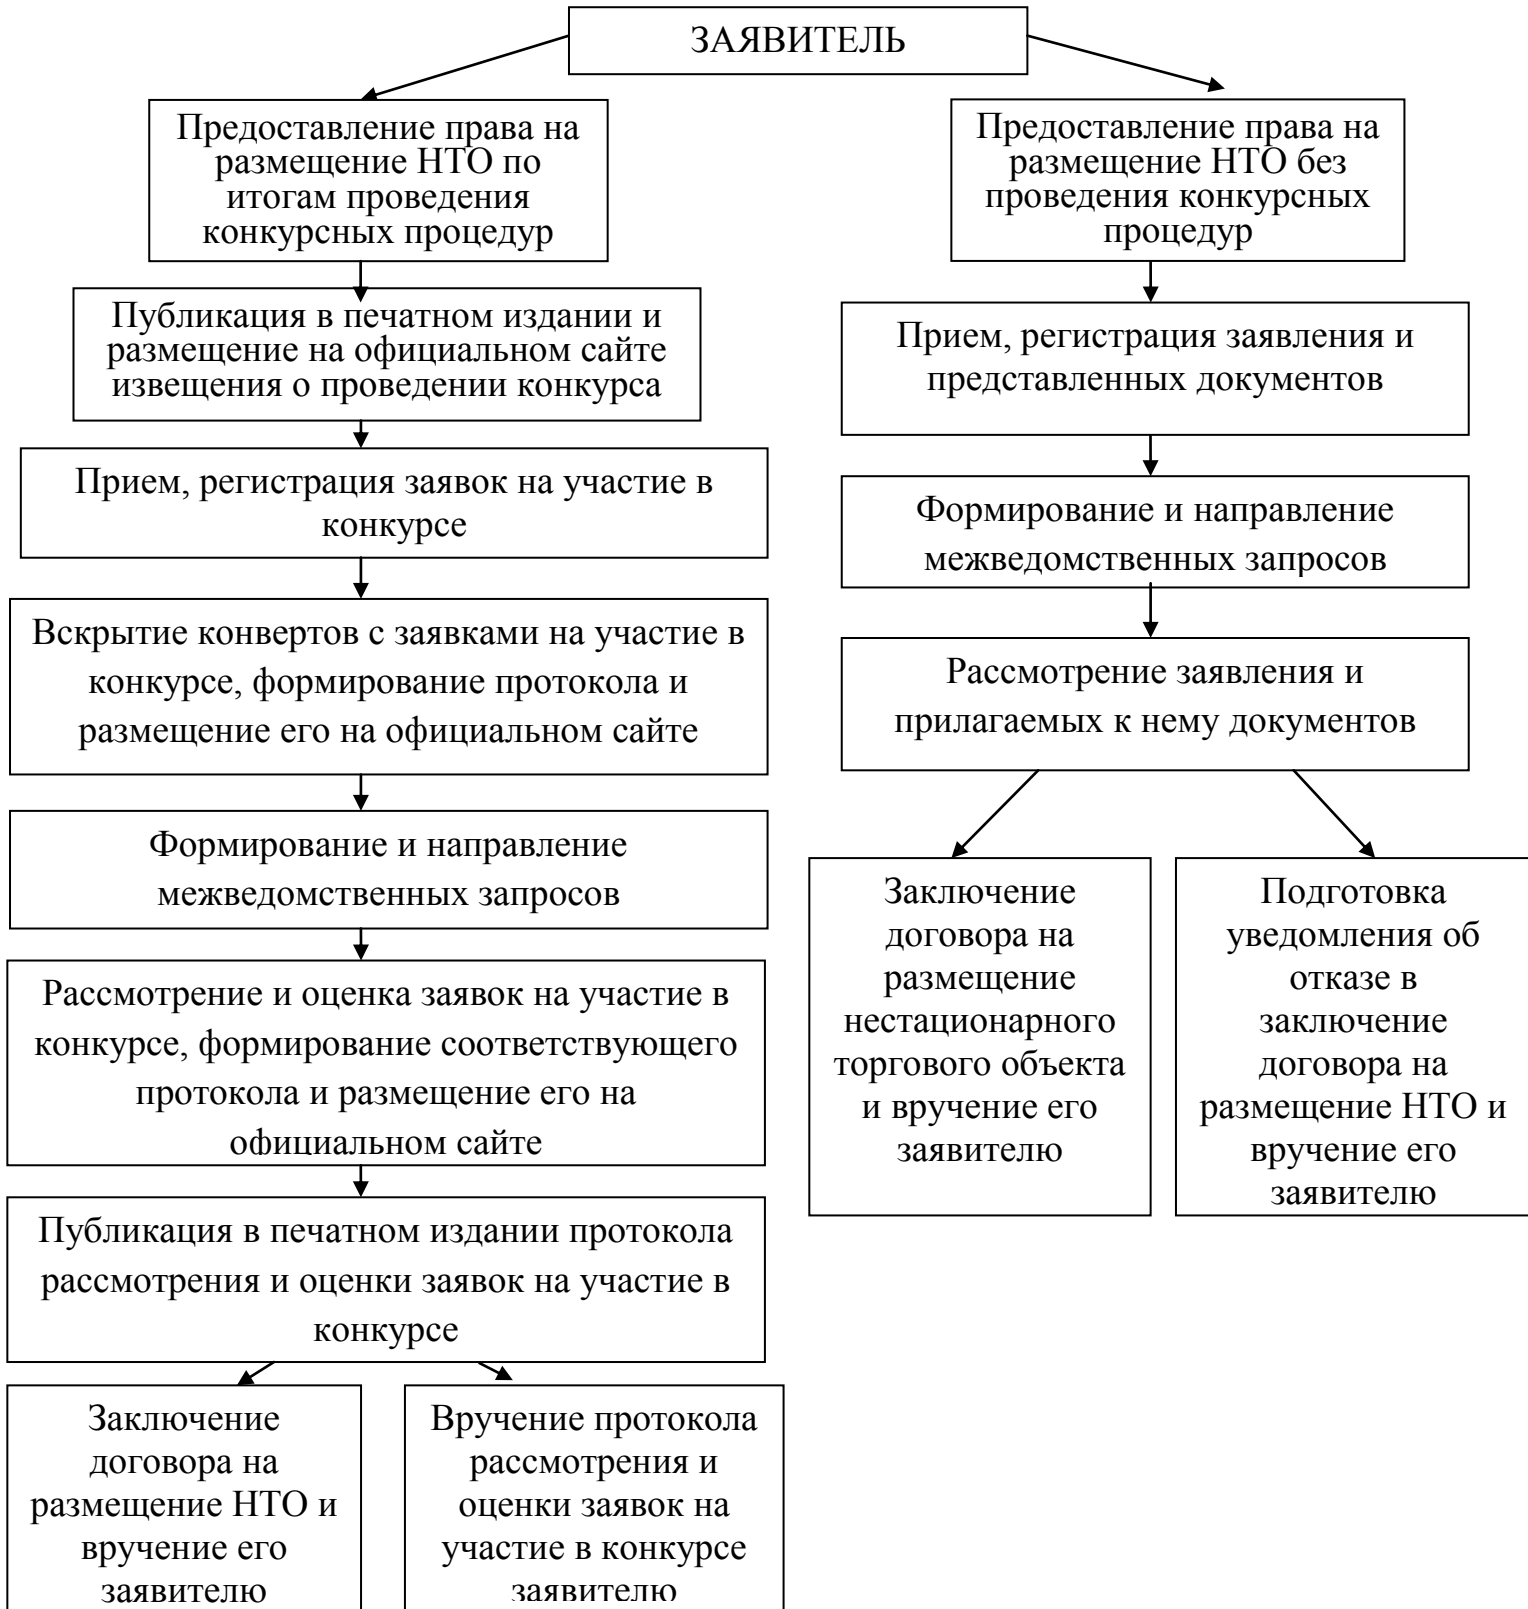 ЗАЯВИТЕЛЬ
Предоставление права на
размещение НТО по
итогам проведения
конкурсных процедур
Публикация в печатном издании и
размещение на официальном сайте
извещения о проведении конкурса
Прием, регистрация заявок на участие в
конкурсе
Вскрытие конвертов с заявками на участие в
конкурсе, формирование протокола и
размещение его на официальном сайте
Формирование и направление
межведомственных запросов
Рассмотрение и оценка заявок на участие в
конкурсе, формирование соответствующего
протокола и размещение его на
официальном сайте
Публикация в печатном издании протокола
рассмотрения и оценки заявок на участие в
конкурсе
Заключение
договора на
размещение НТО и
вручение его
заявителю
Вручение протокола
рассмотрения и
оценки заявок на
участие в конкурсе
заявителю
Предоставление права на
размещение НТО без
проведения конкурсных
процедур
Прием, регистрация заявления и
представленных документов
Формирование и направление
межведомственных запросов
Рассмотрение заявления и
прилагаемых к нему документов
Заключение
договора на
размещение
нестационарного
торгового объекта
и вручение его
заявителю
Подготовка
уведомления об
отказе в
заключение
договора на
размещение НТО и
вручение его
заявителю